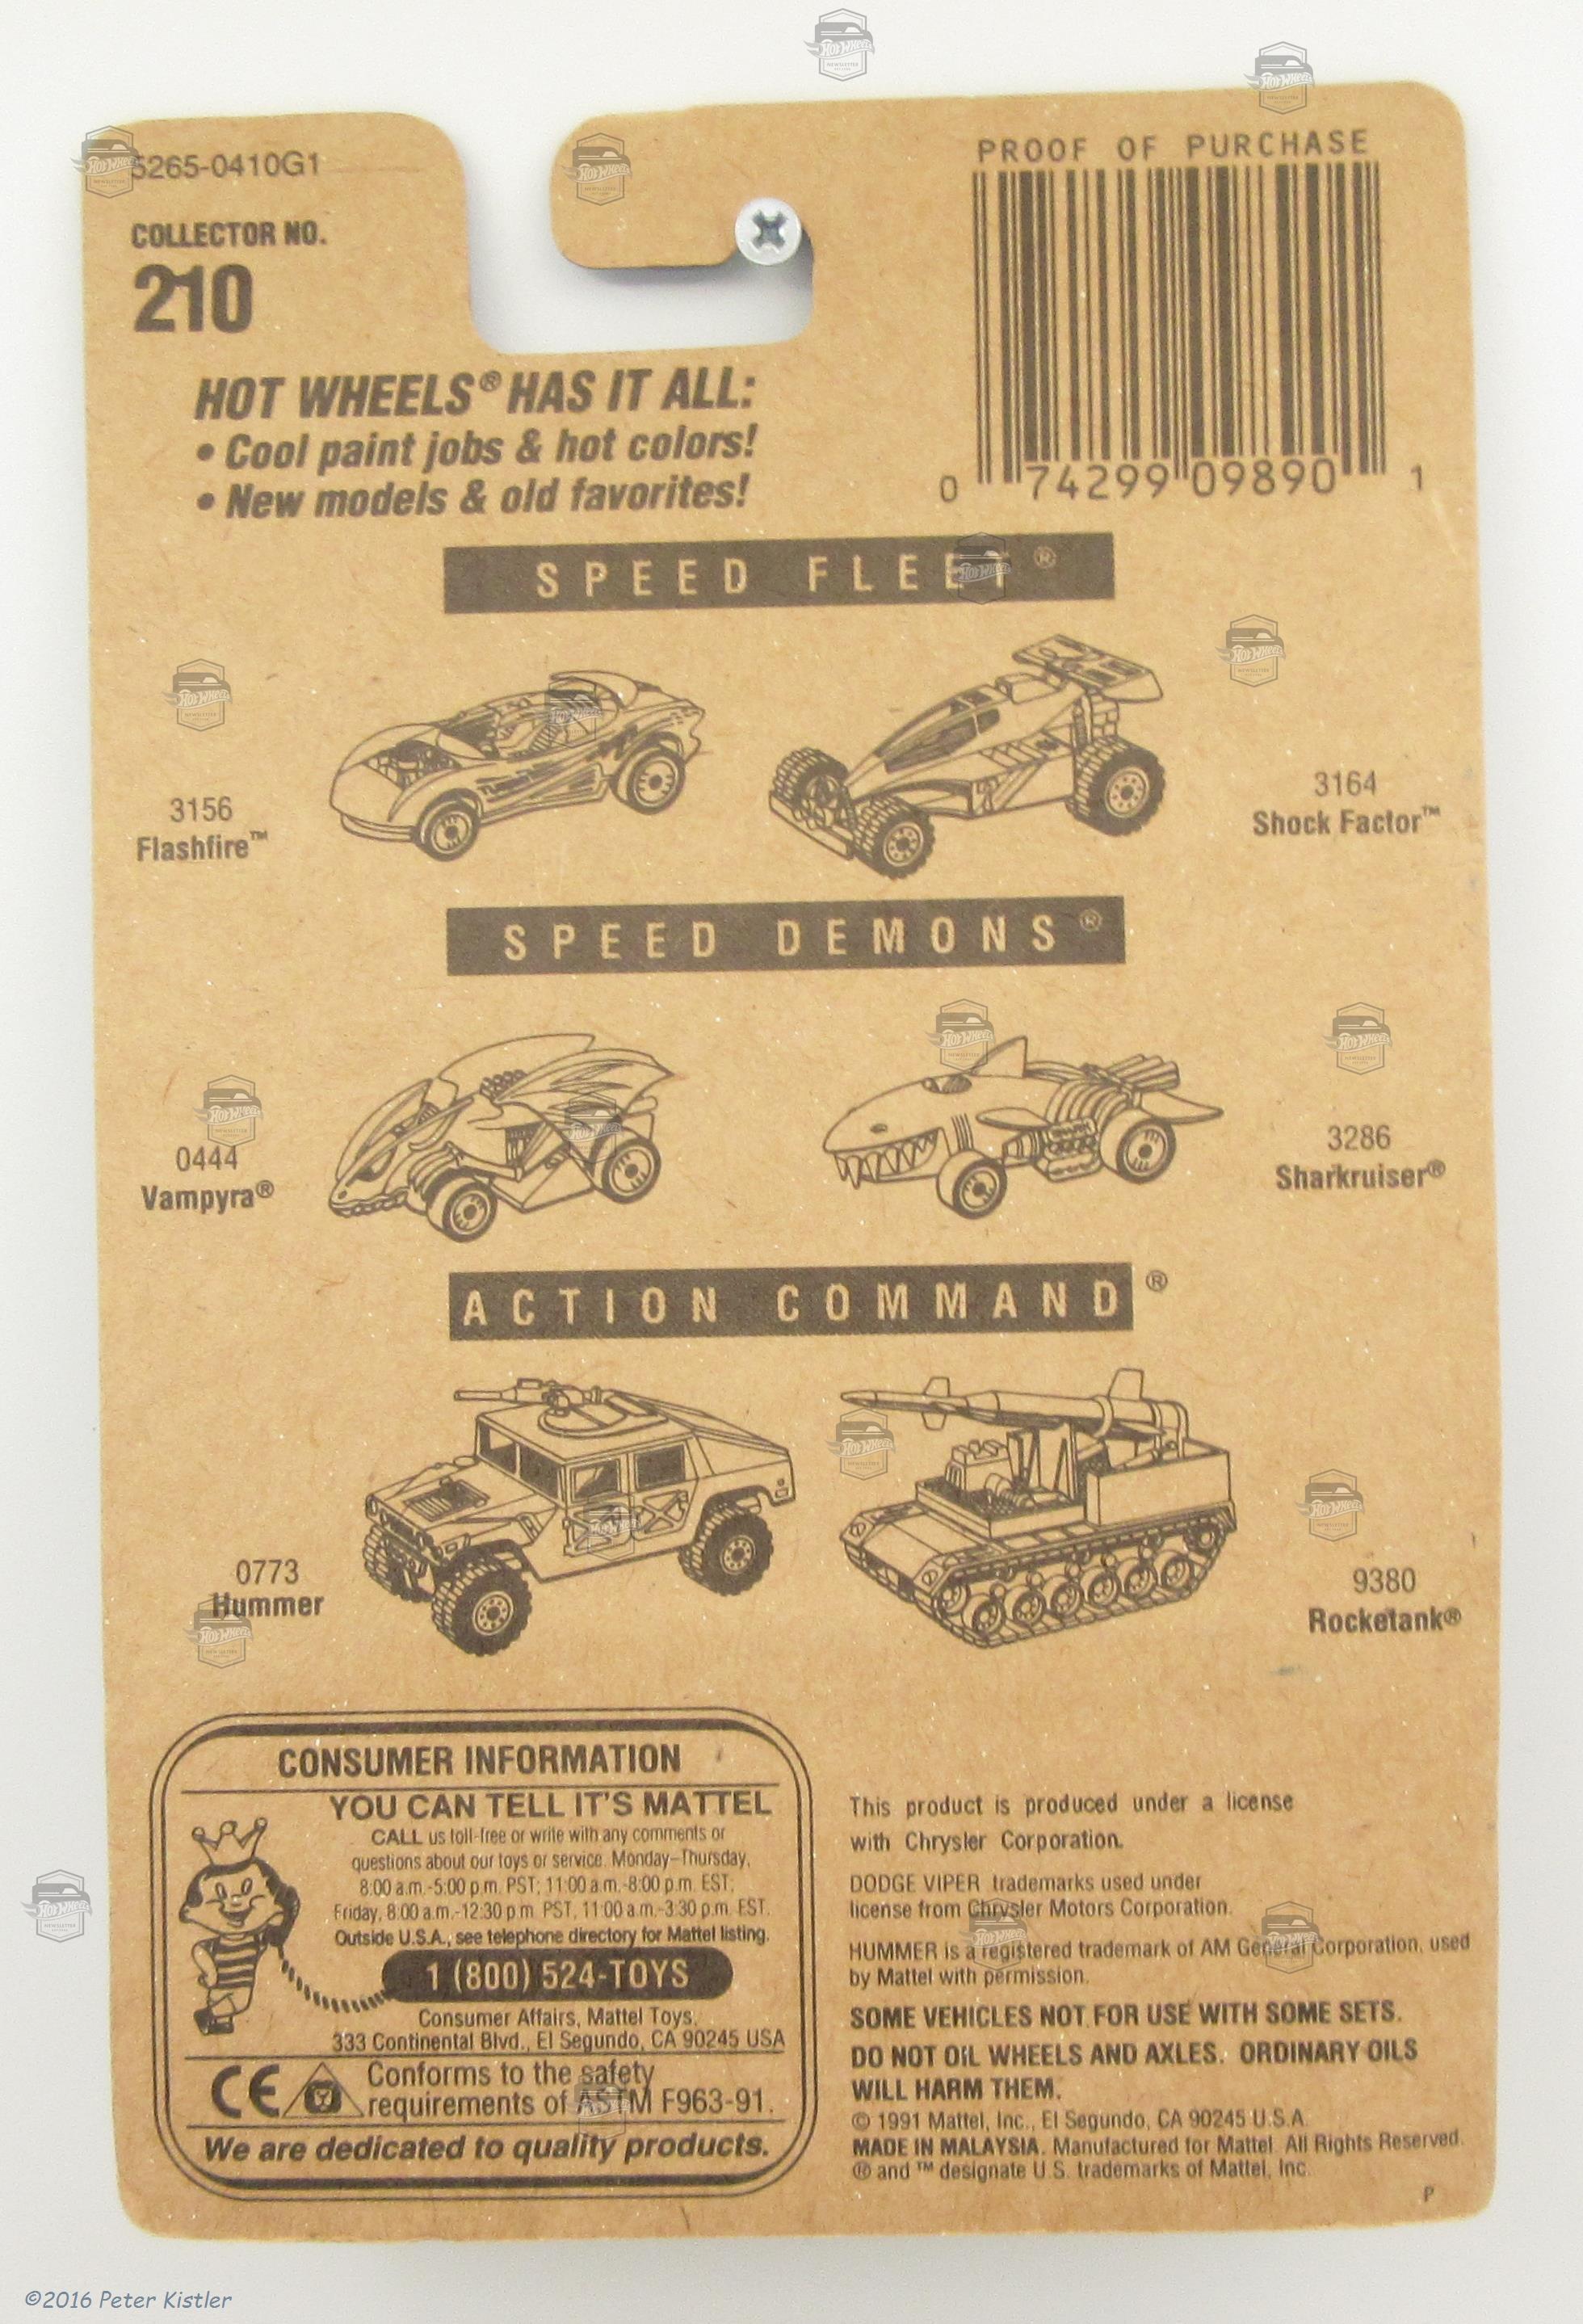 5265-0410G1
COLLECTOR NO.
210
PROOF OF PURCHASE
0 74299 09890 1
HOT WHEELS® HAS IT ALL:
• Cool paint jobs & hot colors!
• New models & old favorites!
SPEED FLEET®
3156
Flashfire™
3164
Shock Factor™
SPEED DEMONS®
0444
Vampyra®
3286
Sharkruiser®
ACTION COMMAND®
0773
Hummer
9380
Rocketank®
CONSUMER INFORMATION
YOU CAN TELL IT'S MATTEL
CALL us toll-free or write with any comments or
questions about our toys or service. Monday–Thursday,
8:00 a.m.-5:00 p.m. PST; 11:00 a.m.-8:00 p.m. EST;
Friday, 8:00 a.m.-12:30 p.m. PST, 11:00 a.m.-3:30 p.m. EST.
Outside U.S.A., see telephone directory for Mattel listing.
1 (800) 524-TOYS
Consumer Affairs, Mattel Toys,
333 Continental Blvd., El Segundo, CA 90245 USA
CE
Conforms to the safety
requirements of ASTM F963-91.
We are dedicated to quality products.
This product is produced under a license
with Chrysler Corporation.
DODGE VIPER trademarks used under
license from Chrysler Motors Corporation.
HUMMER is a registered trademark of AM General Corporation, used
by Mattel with permission.
SOME VEHICLES NOT FOR USE WITH SOME SETS.
DO NOT OIL WHEELS AND AXLES. ORDINARY OILS
WILL HARM THEM.
© 1991 Mattel, Inc., El Segundo, CA 90245 U.S.A.
MADE IN MALAYSIA. Manufactured for Mattel. All Rights Reserved.
® and ™ designate U.S. trademarks of Mattel, Inc.
P
©2016 Peter Kistler